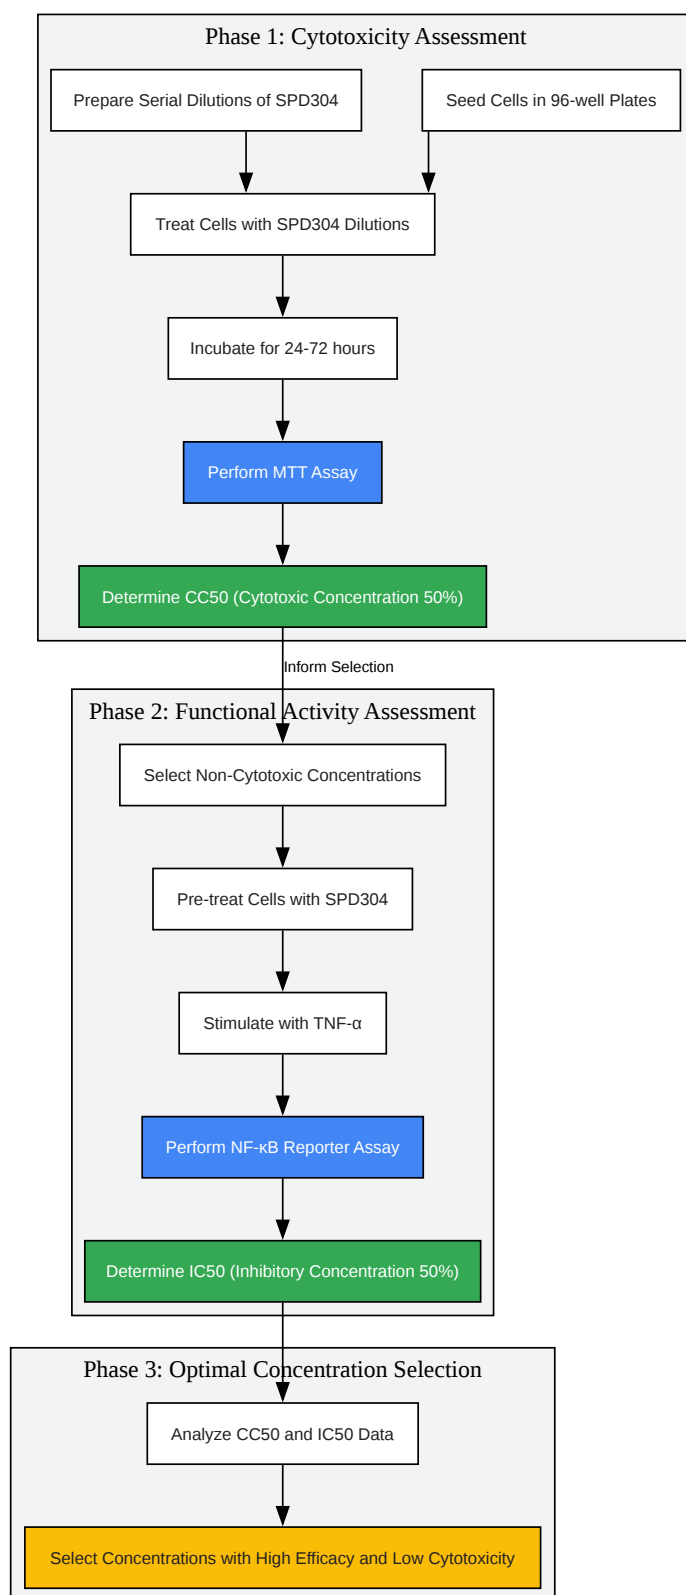 Phase 1: Cytotoxicity Assessment
Prepare Serial Dilutions of SPD304
Seed Cells in 96-well Plates
Treat Cells with SPD304 Dilutions
Incubate for 24-72 hours
Perform MTT Assay
Determine CC50 (Cytotoxic Concentration 50%)
Inform Selection
Phase 2: Functional Activity Assessment
Select Non-Cytotoxic Concentrations
Pre-treat Cells with SPD304
Stimulate with TNF-α
Perform NF-κB Reporter Assay
Determine IC50 (Inhibitory Concentration 50%)
Phase 3: Optimal Concentration Selection
Analyze CC50 and IC50 Data
Select Concentrations with High Efficacy and Low Cytotoxicity